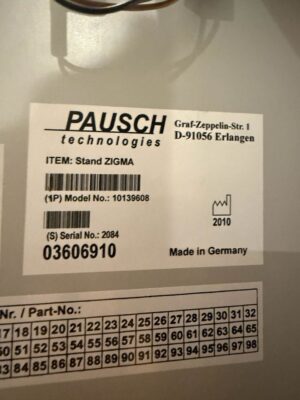 PAUSCH
technologies
Graf-Zeppelin-Str. 1
D-91056 Erlangen
ITEM: Stand ZIGMA
(1P) Model No.: 10139608
2010
(S) Serial No.: 2084
03606910
Made in Germany
Nr. / Part-No.:
17 18 19 20 21 22 23 24 25 26 27 28 29 30 31 32
50 51 52 53 54 55 56 57 58 59 60 61 62 63 64 65
83 84 85 86 87 88 89 90 91 92 93 94 95 96 97 98